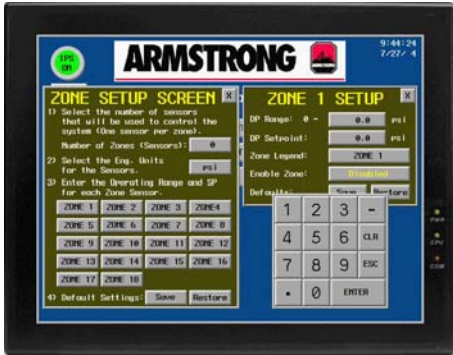 IPS
ON
ARMSTRONG
9:44:24
7/27/ 4
ZONE SETUP SCREEN X
1) Select the number of sensors
that will be used to control the
system (One sensor per zone).
Number of Zones (Sensors): 0
2) Select the Eng. Units
for the Sensors. psi
3) Enter the Operating Range and SP
for each Zone Sensor.
ZONE 1 ZONE 2 ZONE 3 ZONE4
ZONE 5 ZONE 6 ZONE 7 ZONE 8
ZONE 9 ZONE 10 ZONE 11 ZONE 12
ZONE 13 ZONE 14 ZONE 15 ZONE 16
ZONE 17 ZONE 18
4) Default Settings: Save Restore
ZONE 1 SETUP X
DP Range: 0 - 0.0 psi
DP Setpoint: 0.0 psi
Zone Legend: ZONE 1
Enable Zone: Disabled
Defaults: Save Restore
1 2 3 -
4 5 6 CLR
7 8 9 ESC
. 0 ENTER
PWR
CPU
COM